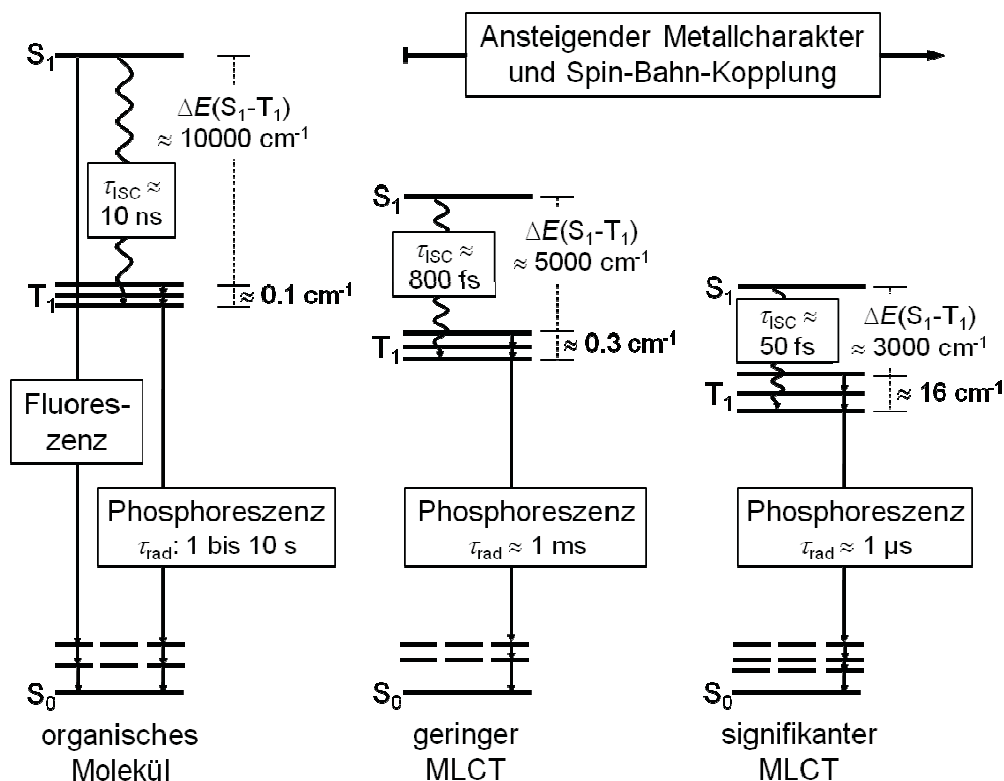 Ansteigender Metallcharakter
und Spin-Bahn-Kopplung
S₁
ΔE(S₁-T₁)
≈ 10000 cm⁻¹
τISC ≈
10 ns
T₁
≈ 0.1 cm⁻¹
Fluores-
zenz
Phosphoreszenz
τrad: 1 bis 10 s
S₀
organisches
Molekül
S₁
ΔE(S₁-T₁)
≈ 5000 cm⁻¹
τISC ≈
800 fs
T₁
≈ 0.3 cm⁻¹
Phosphoreszenz
τrad ≈ 1 ms
S₀
geringer
MLCT
S₁
ΔE(S₁-T₁)
≈ 3000 cm⁻¹
τISC ≈
50 fs
T₁
≈ 16 cm⁻¹
Phosphoreszenz
τrad ≈ 1 µs
S₀
signifikanter
MLCT